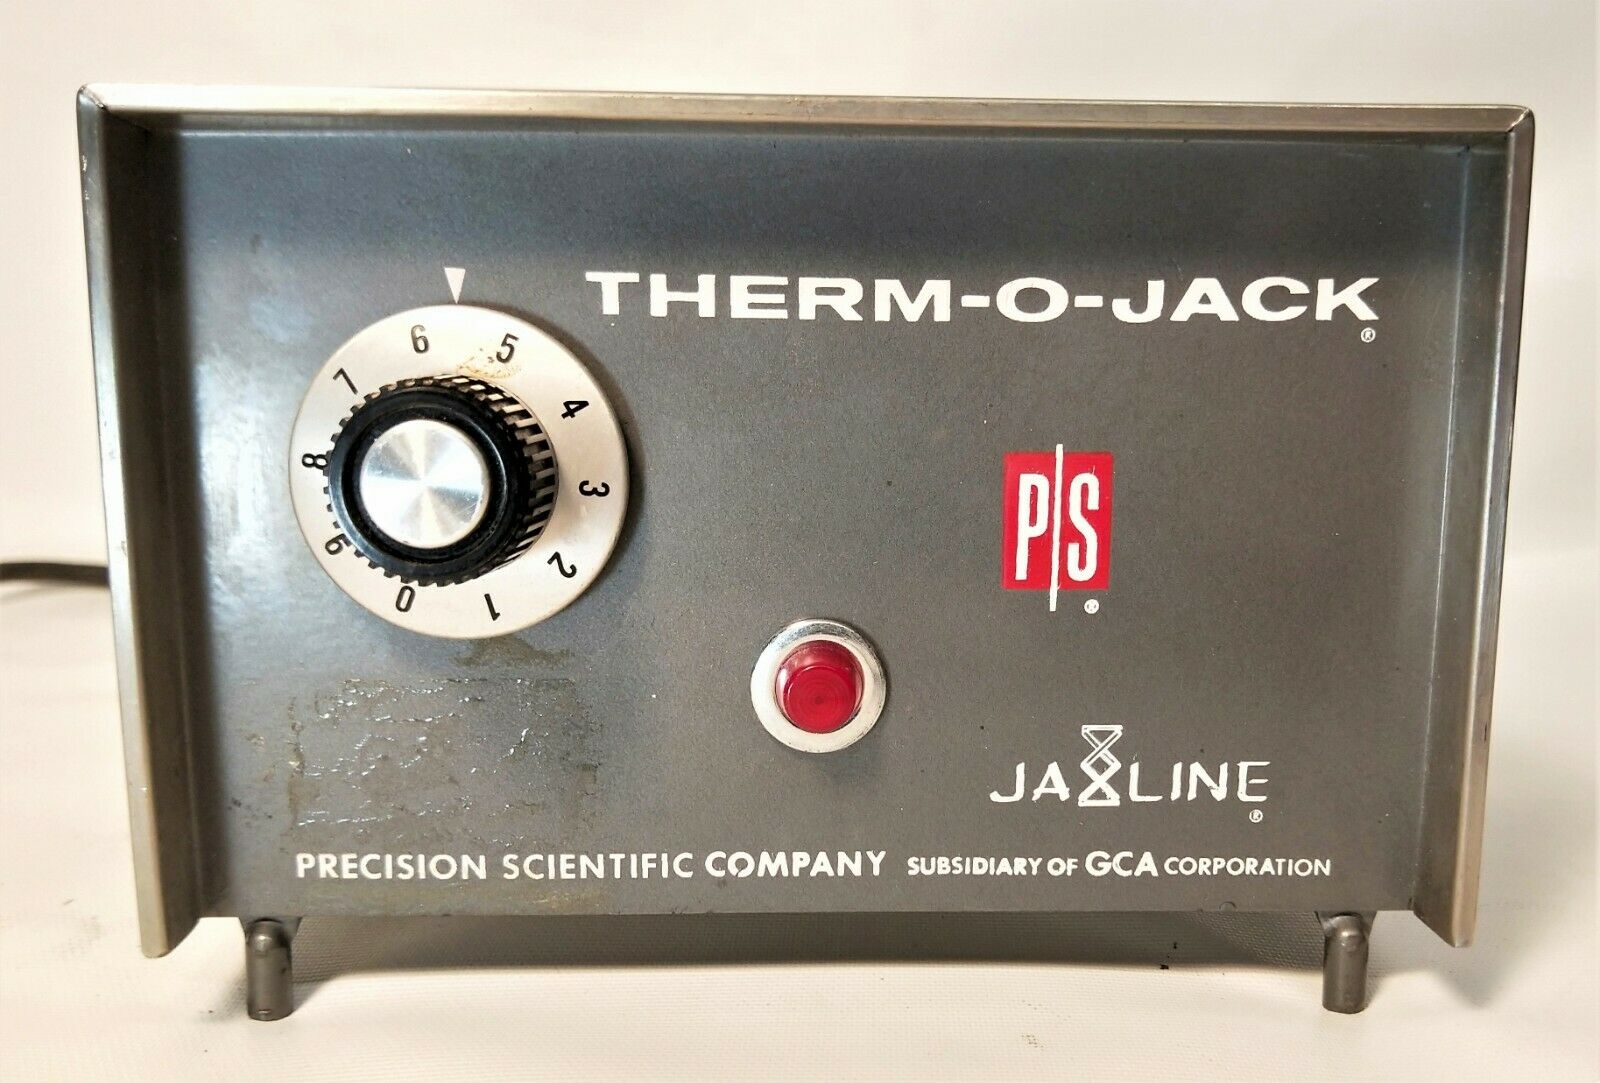 THERM-O-JACK®
6
5
7
4
8
3
9
2
0
1
P|S®
JAXLINE®
PRECISION SCIENTIFIC COMPANY SUBSIDIARY OF GCA CORPORATION